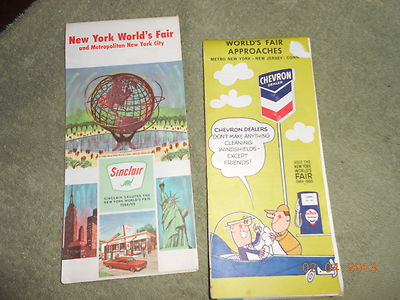 New York World's Fair
and Metropolitan New York City
Sinclair
SINCLAIR SALUTES THE
NEW YORK WORLD'S FAIR
1964/65
WORLD'S FAIR
APPROACHES
METRO NEW YORK - NEW JERSEY - CONN
CHEVRON
DEALER
CHEVRON DEALERS
DON'T MAKE ANYTHING
CLEANING
WINDSHIELDS-
EXCEPT
FRIENDS!
VISIT THE
NEW YORK
WORLD'S
FAIR
1964-1965